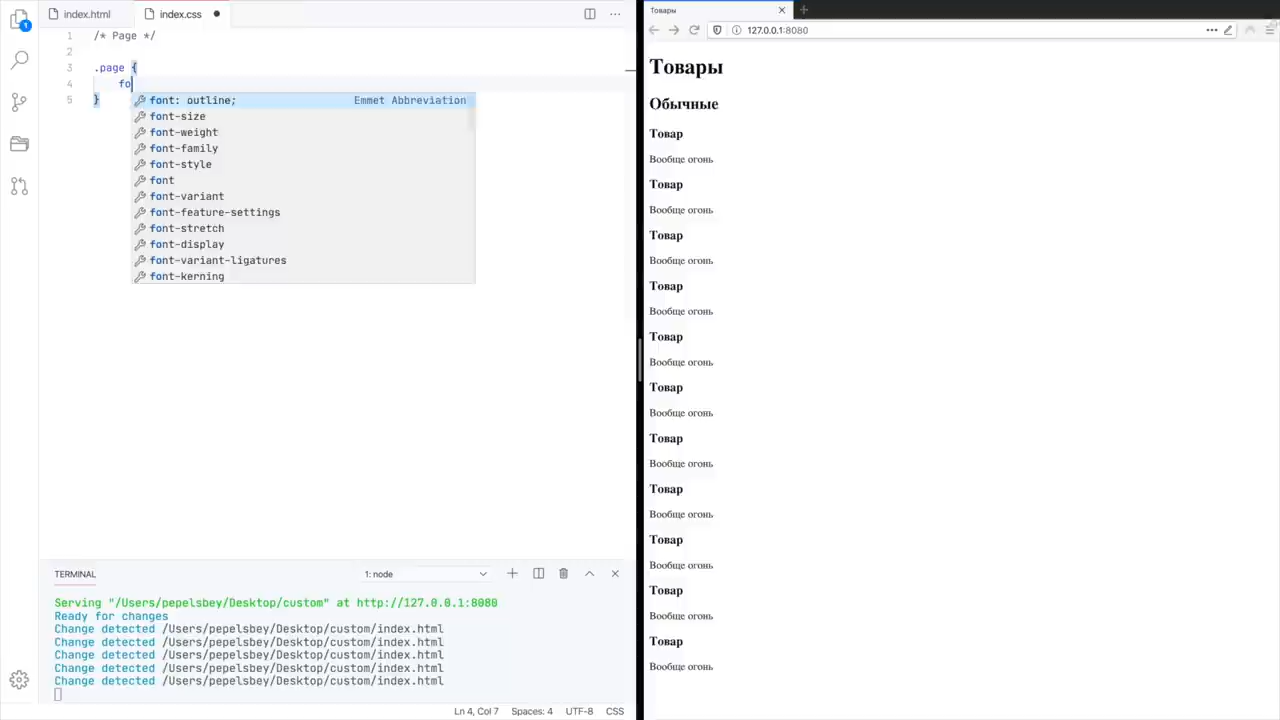 index.html
index.css
1
1 /* Page */
2
3 .page {
4 fo
5 }
font: outline; Emmet Abbreviation
font-size
font-weight
font-family
font-style
font
font-variant
font-feature-settings
font-stretch
font-display
font-variant-ligatures
font-kerning
TERMINAL
1: node
Serving "/Users/pepelsbey/Desktop/custom" at http://127.0.0.1:8080
Ready for changes
Change detected /Users/pepelsbey/Desktop/custom/index.html
Change detected /Users/pepelsbey/Desktop/custom/index.html
Change detected /Users/pepelsbey/Desktop/custom/index.html
Change detected /Users/pepelsbey/Desktop/custom/index.html
Change detected /Users/pepelsbey/Desktop/custom/index.html
Ln 4, Col 7 Spaces: 4 UTF-8 CSS
Товары
127.0.0.1:8080
Товары
Обычные
Товар
Вообще огонь
Товар
Вообще огонь
Товар
Вообще огонь
Товар
Вообще огонь
Товар
Вообще огонь
Товар
Вообще огонь
Товар
Вообще огонь
Товар
Вообще огонь
Товар
Вообще огонь
Товар
Вообще огонь
Товар
Вообще огонь